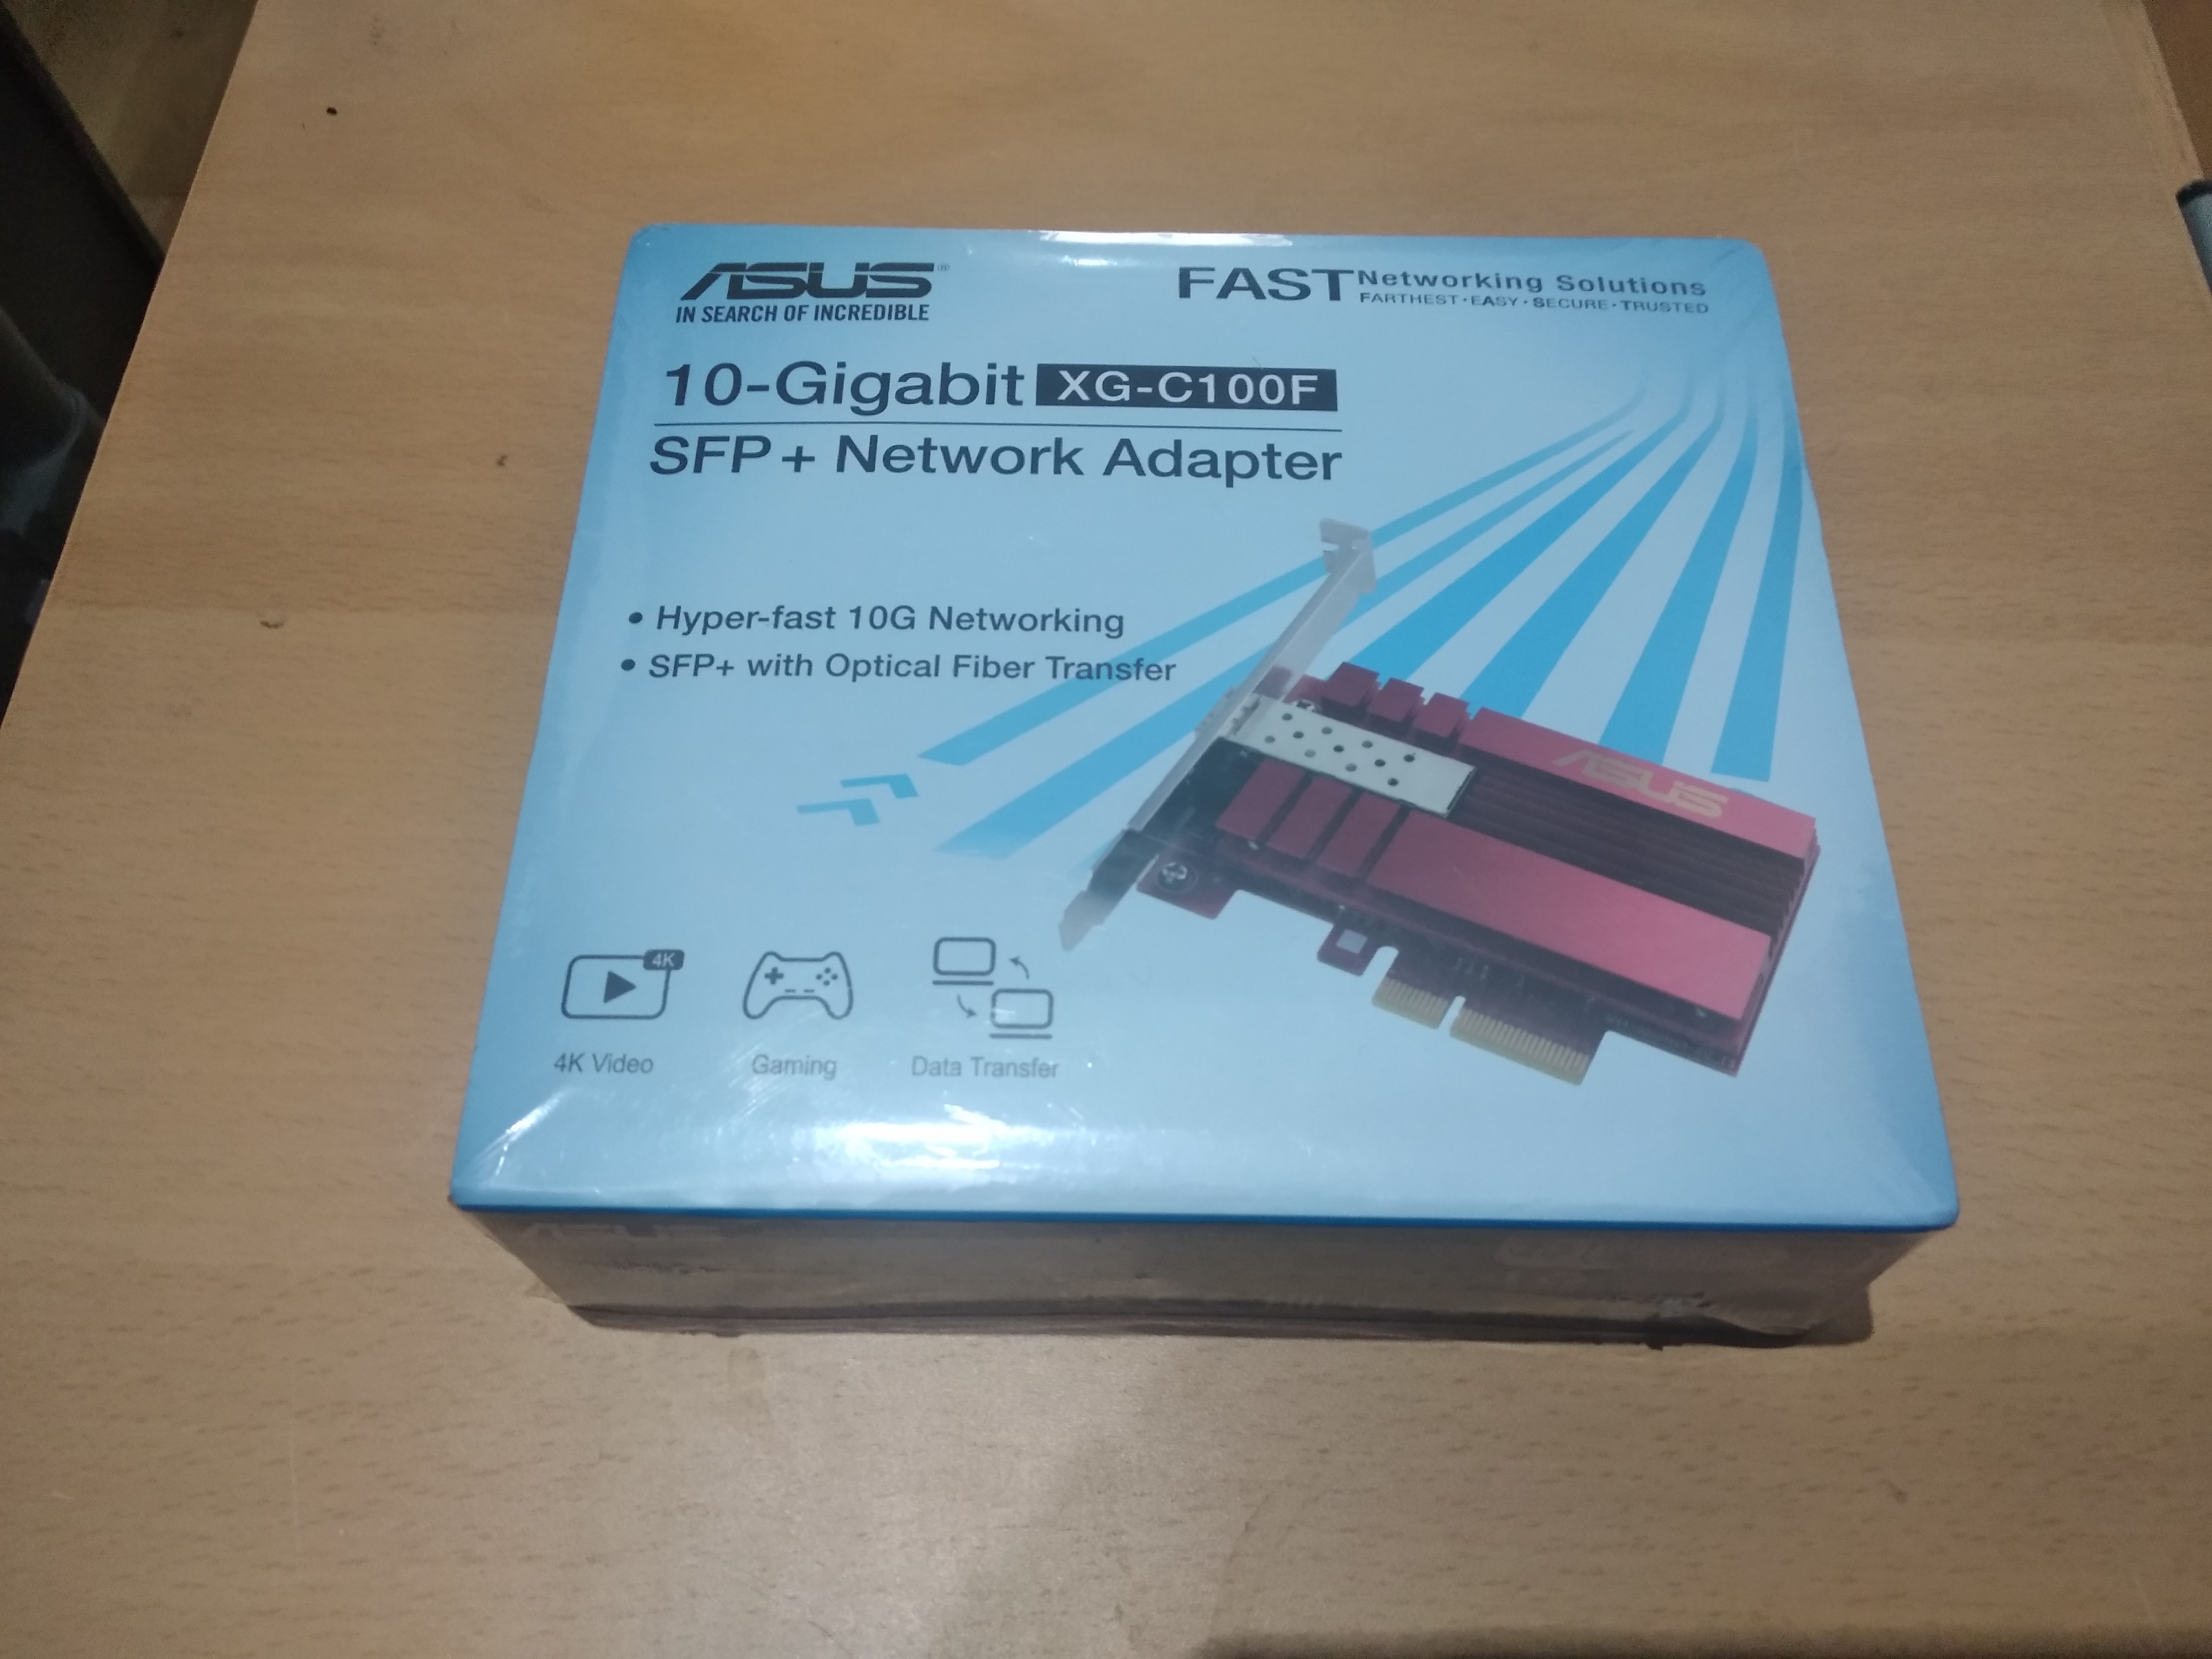 ASUS®
IN SEARCH OF INCREDIBLE
FAST Networking Solutions
FARTHEST · EASY · SECURE · TRUSTED
10-Gigabit XG-C100F
SFP+ Network Adapter
• Hyper-fast 10G Networking
• SFP+ with Optical Fiber Transfer
ASUS
4K
4K Video
Gaming
Data Transfer